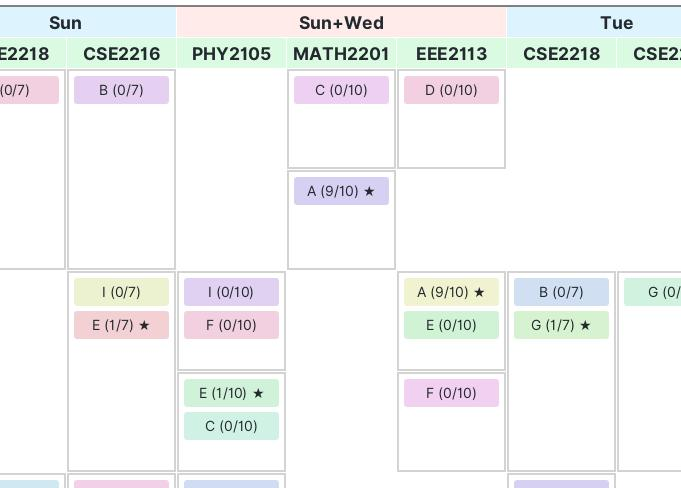 Sun Sun+Wed Tue
E2218 CSE2216 PHY2105 MATH2201 EEE2113 CSE2218 CSE2
(0/7) B (0/7) C (0/10) D (0/10)
A (9/10) ★
I (0/7) I (0/10) A (9/10) ★ B (0/7) G (0/
E (1/7) ★ F (0/10) E (0/10) G (1/7) ★
E (1/10) ★ F (0/10)
C (0/10)